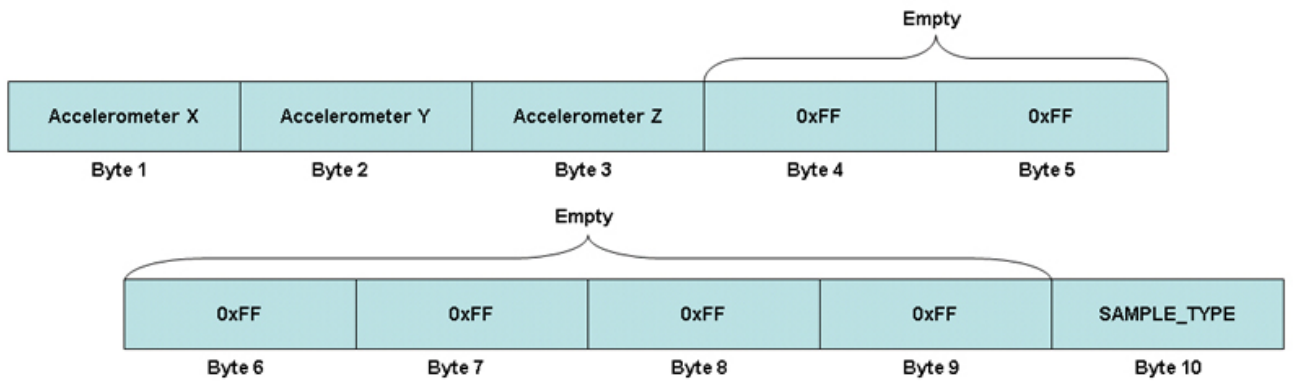 Empty
Accelerometer X Accelerometer Y Accelerometer Z 0xFF 0xFF
Byte 1 Byte 2 Byte 3 Byte 4 Byte 5
Empty
0xFF 0xFF 0xFF 0xFF SAMPLE_TYPE
Byte 6 Byte 7 Byte 8 Byte 9 Byte 10